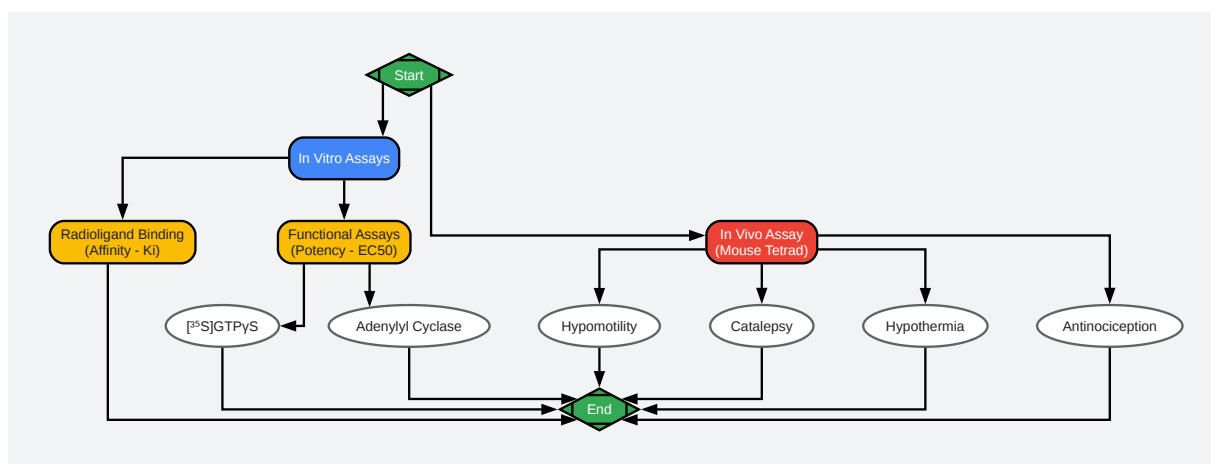 Start
In Vitro Assays
Radioligand Binding
(Affinity - Ki)
Functional Assays
(Potency - EC50)
In Vivo Assay
(Mouse Tetrad)
[³⁵S]GTPγS
Adenylyl Cyclase
Hypomotility
Catalepsy
Hypothermia
Antinociception
End